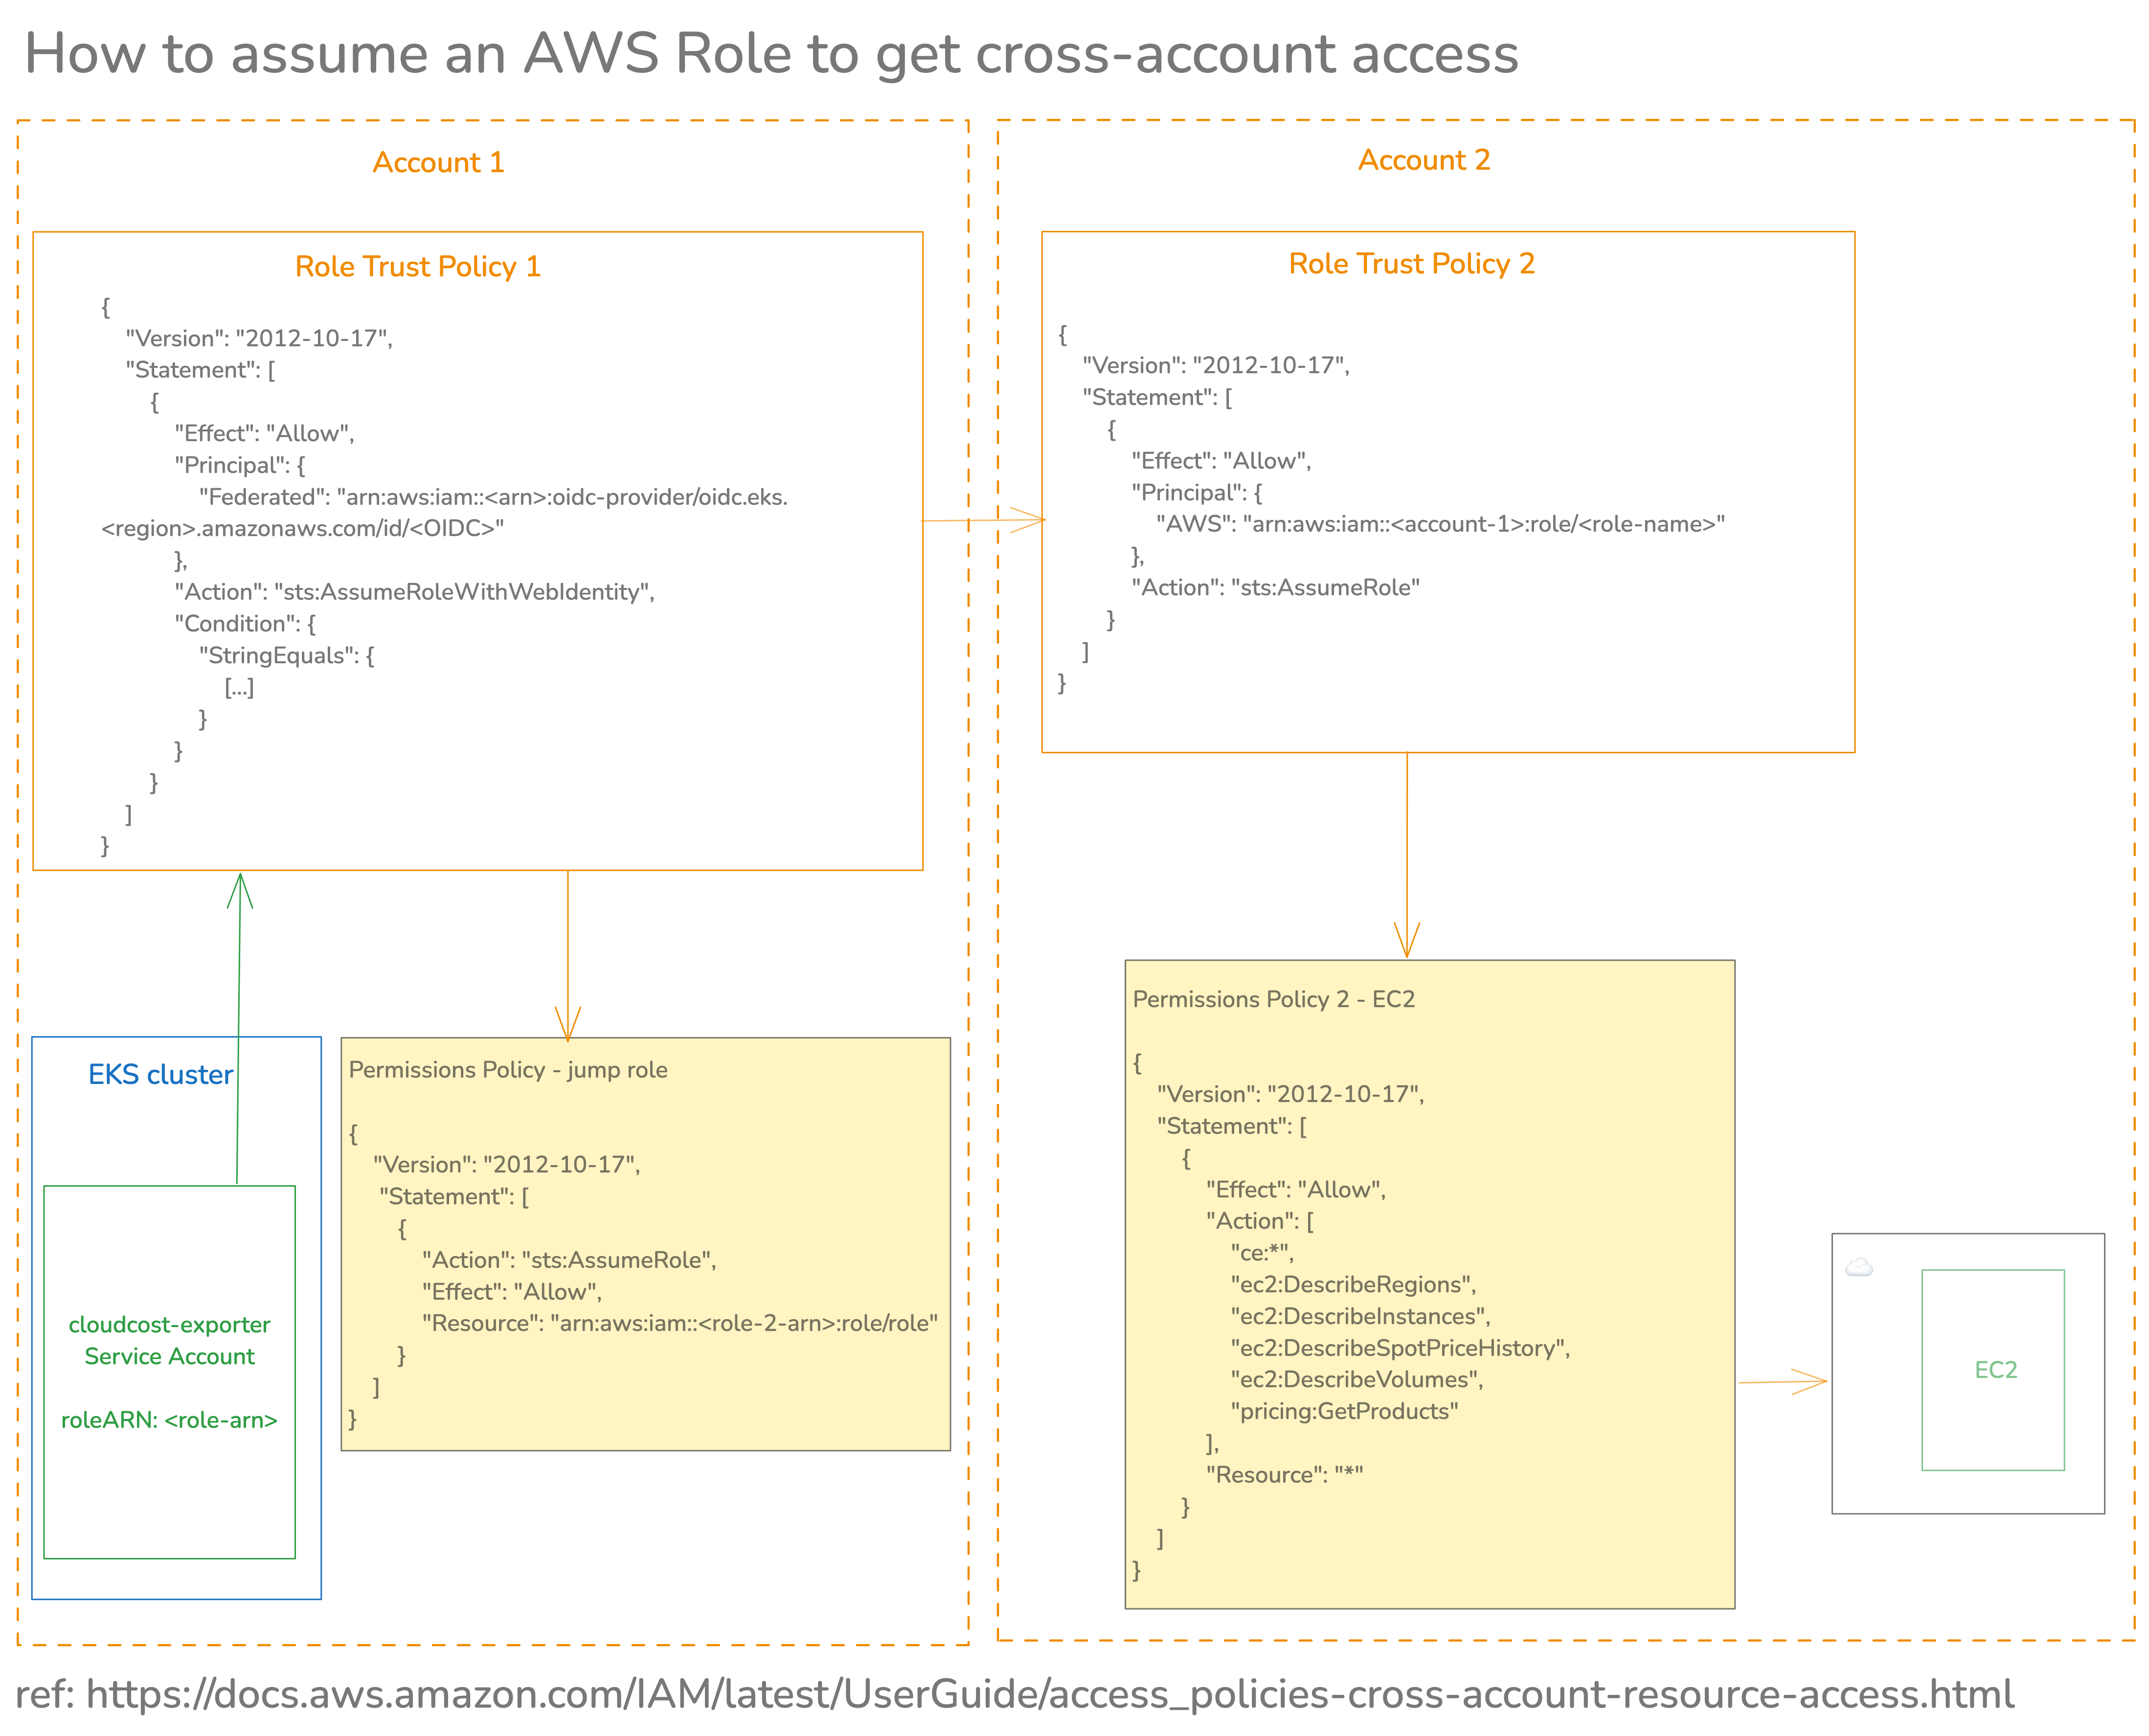 How to assume an AWS Role to get cross-account access
Account 1
Role Trust Policy 1
{
"Version": "2012-10-17",
"Statement": [
{
"Effect": "Allow",
"Principal": {
"Federated": "arn:aws:iam::<arn>:oidc-provider/oidc.eks.
<region>.amazonaws.com/id/<OIDC>"
},
"Action": "sts:AssumeRoleWithWebIdentity",
"Condition": {
"StringEquals": {
[...]
}
}
}
]
}
EKS cluster
cloudcost-exporter
Service Account
roleARN: <role-arn>
Permissions Policy - jump role
{
"Version": "2012-10-17",
"Statement": [
{
"Action": "sts:AssumeRole",
"Effect": "Allow",
"Resource": "arn:aws:iam::<role-2-arn>:role/role"
}
]
}
Account 2
Role Trust Policy 2
{
"Version": "2012-10-17",
"Statement": [
{
"Effect": "Allow",
"Principal": {
"AWS": "arn:aws:iam::<account-1>:role/<role-name>"
},
"Action": "sts:AssumeRole"
}
]
}
Permissions Policy 2 - EC2
{
"Version": "2012-10-17",
"Statement": [
{
"Effect": "Allow",
"Action": [
"ce:*",
"ec2:DescribeRegions",
"ec2:DescribeInstances",
"ec2:DescribeSpotPriceHistory",
"ec2:DescribeVolumes",
"pricing:GetProducts"
],
"Resource": "*"
}
]
}
EC2
ref: https://docs.aws.amazon.com/IAM/latest/UserGuide/access_policies-cross-account-resource-access.html